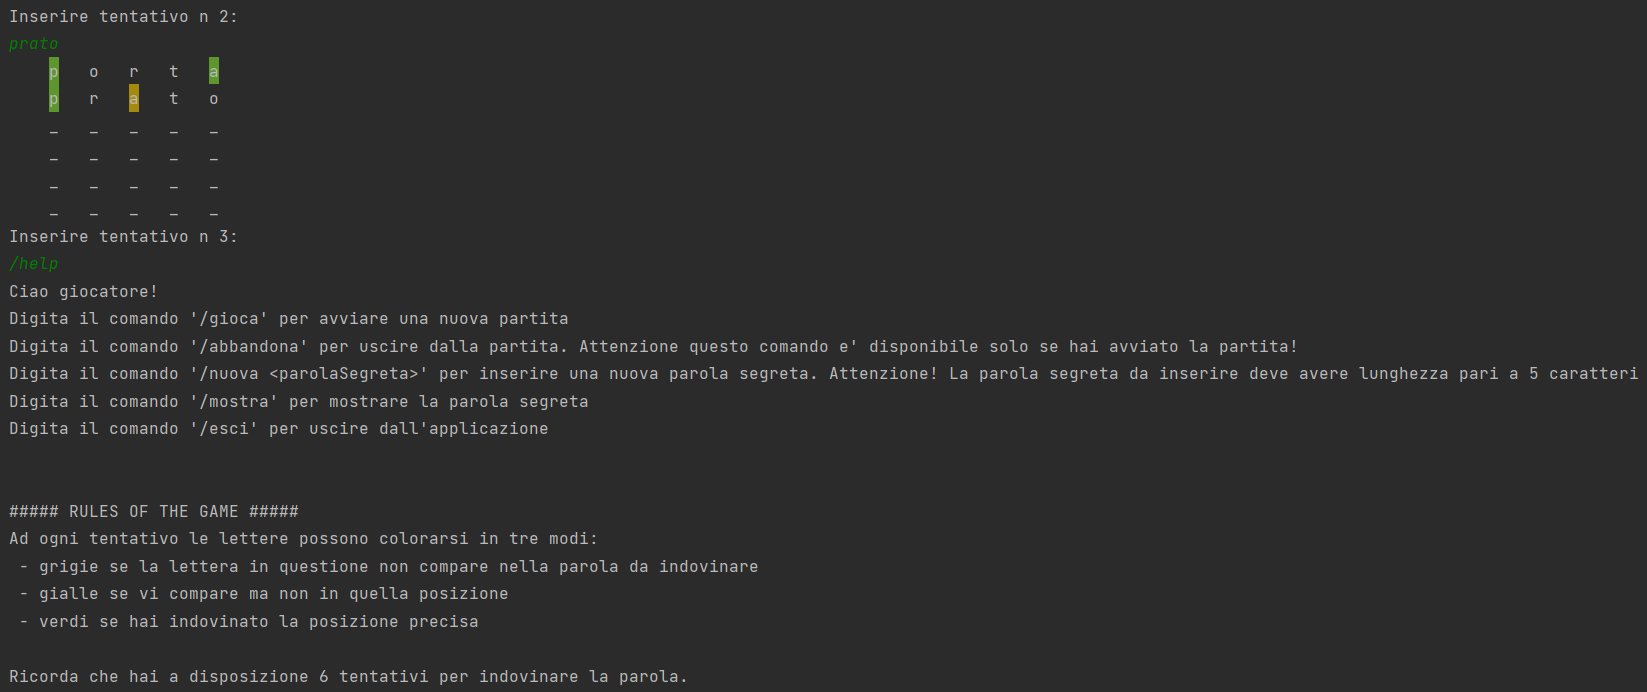 Inserire tentativo n 2:
prato
p o r t a
p r a t o
_ _ _ _ _
_ _ _ _ _
_ _ _ _ _
_ _ _ _ _
Inserire tentativo n 3:
/help
Ciao giocatore!
Digita il comando '/gioca' per avviare una nuova partita
Digita il comando '/abbandona' per uscire dalla partita. Attenzione questo comando e' disponibile solo se hai avviato la partita!
Digita il comando '/nuova <parolaSegreta>' per inserire una nuova parola segreta. Attenzione! La parola segreta da inserire deve avere lunghezza pari a 5 caratteri
Digita il comando '/mostra' per mostrare la parola segreta
Digita il comando '/esci' per uscire dall'applicazione
##### RULES OF THE GAME #####
Ad ogni tentativo le lettere possono colorarsi in tre modi:
- grigie se la lettera in questione non compare nella parola da indovinare
- gialle se vi compare ma non in quella posizione
- verdi se hai indovinato la posizione precisa
Ricorda che hai a disposizione 6 tentativi per indovinare la parola.